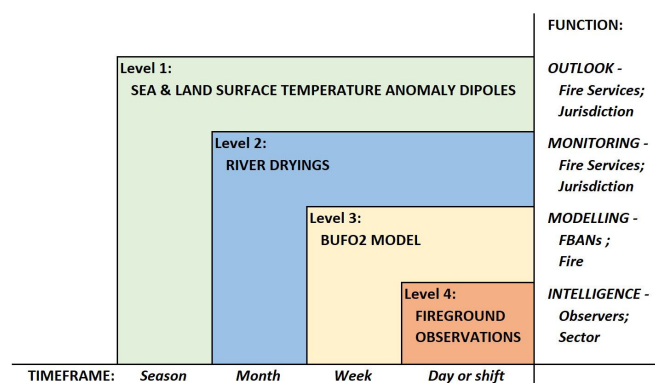 FUNCTION:
Level 1:
SEA & LAND SURFACE TEMPERATURE ANOMALY DIPOLES
OUTLOOK -
Fire Services;
Jurisdiction
Level 2:
RIVER DRYINGS
MONITORING -
Fire Services;
Jurisdiction
Level 3:
BUFO2 MODEL
MODELLING -
FBANs ;
Fire
Level 4:
FIREGROUND
OBSERVATIONS
INTELLIGENCE -
Observers;
Sector
TIMEFRAME: Season Month Week Day or shift